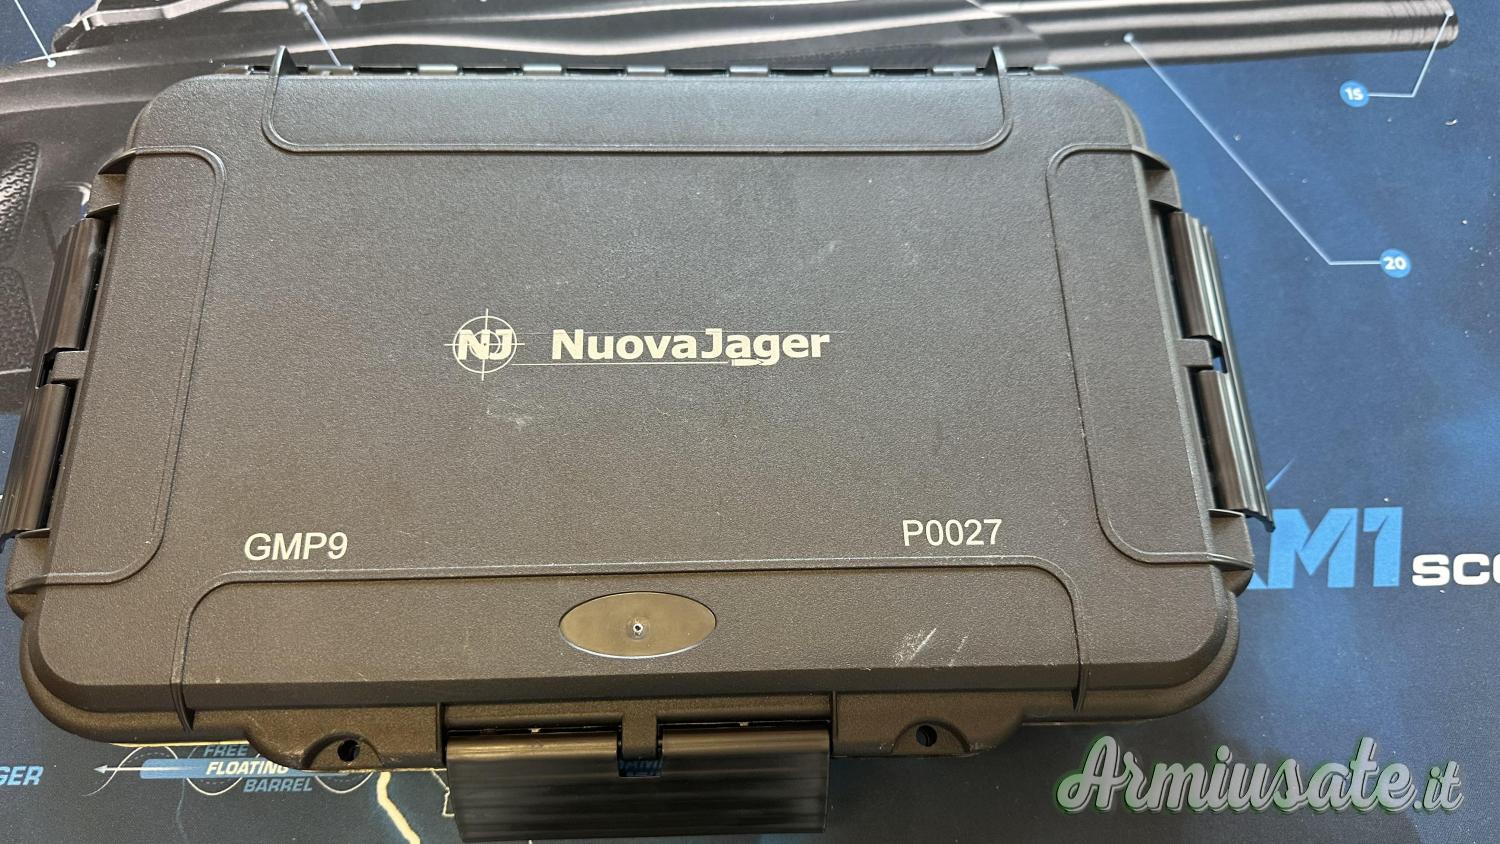 15
20
NJ NuovaJager
GMP9
P0027
M1 SC
FREE
FLOATING
BARREL
GER
Armiusate.it